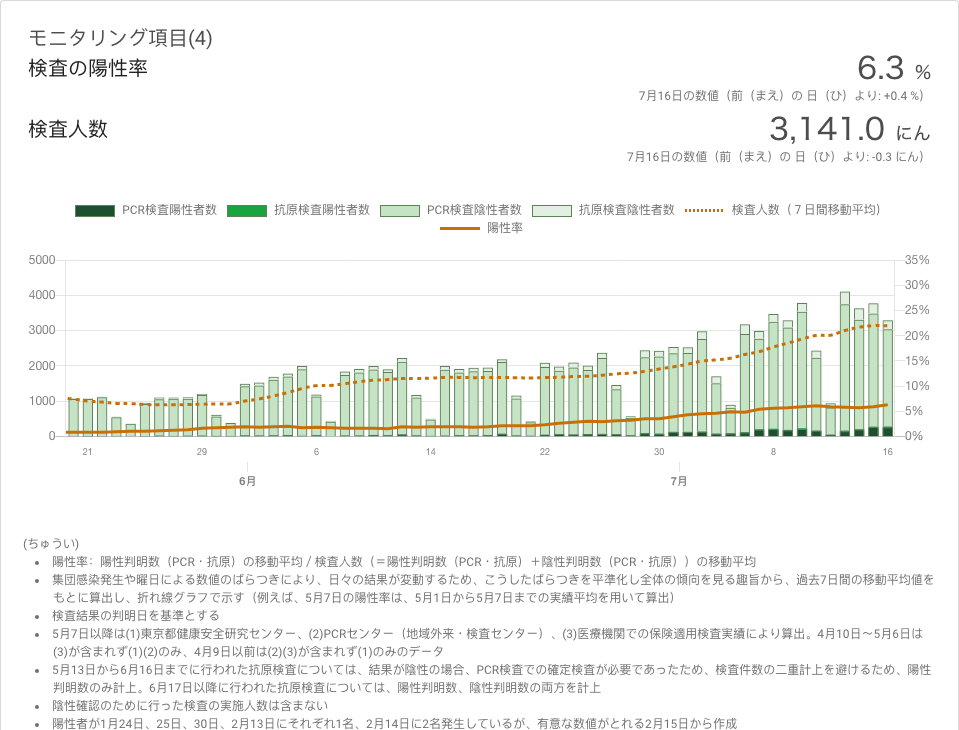 モニタリング項目(4)
検査の陽性率
6.3 %
7月16日の数値（前（まえ）の 日（ひ）より: +0.4 %）
検査人数
3,141.0 にん
7月16日の数値（前（まえ）の 日（ひ）より: -0.3 にん）
PCR検査陽性者数 抗原検査陽性者数 PCR検査陰性者数 抗原検査陰性者数 検査人数（７日間移動平均）
陽性率
5000 35%
30%
4000
25%
3000
20%
2000 15%
10%
1000
5%
0 0%
21 29 6 14 22 30 8 16
6月 7月
(ちゅうい)
• 陽性率：陽性判明数（PCR・抗原）の移動平均 / 検査人数（＝陽性判明数（PCR・抗原）＋陰性判明数（PCR・抗原））の移動平均
• 集団感染発生や曜日による数値のばらつきにより、日々の結果が変動するため、こうしたばらつきを平準化し全体の傾向を見る趣旨から、過去7日間の移動平均値を
もとに算出し、折れ線グラフで示す（例えば、5月7日の陽性率は、5月1日から5月7日までの実績平均を用いて算出）
• 検査結果の判明日を基準とする
• 5月7日以降は(1)東京都健康安全研究センター、(2)PCRセンター（地域外来・検査センター）、(3)医療機関での保険適用検査実績により算出。4月10日～5月6日は
(3)が含まれず(1)(2)のみ、4月9日以前は(2)(3)が含まれず(1)のみのデータ
• 5月13日から6月16日までに行われた抗原検査については、結果が陰性の場合、PCR検査での確定検査が必要であったため、検査件数の二重計上を避けるため、陽性
判明数のみ計上。6月17日以降に行われた抗原検査については、陽性判明数、陰性判明数の両方を計上
• 陰性確認のために行った検査の実施人数は含まない
• 陽性者が1月24日、25日、30日、2月13日にそれぞれ1名、2月14日に2名発生しているが、有意な数値がとれる2月15日から作成